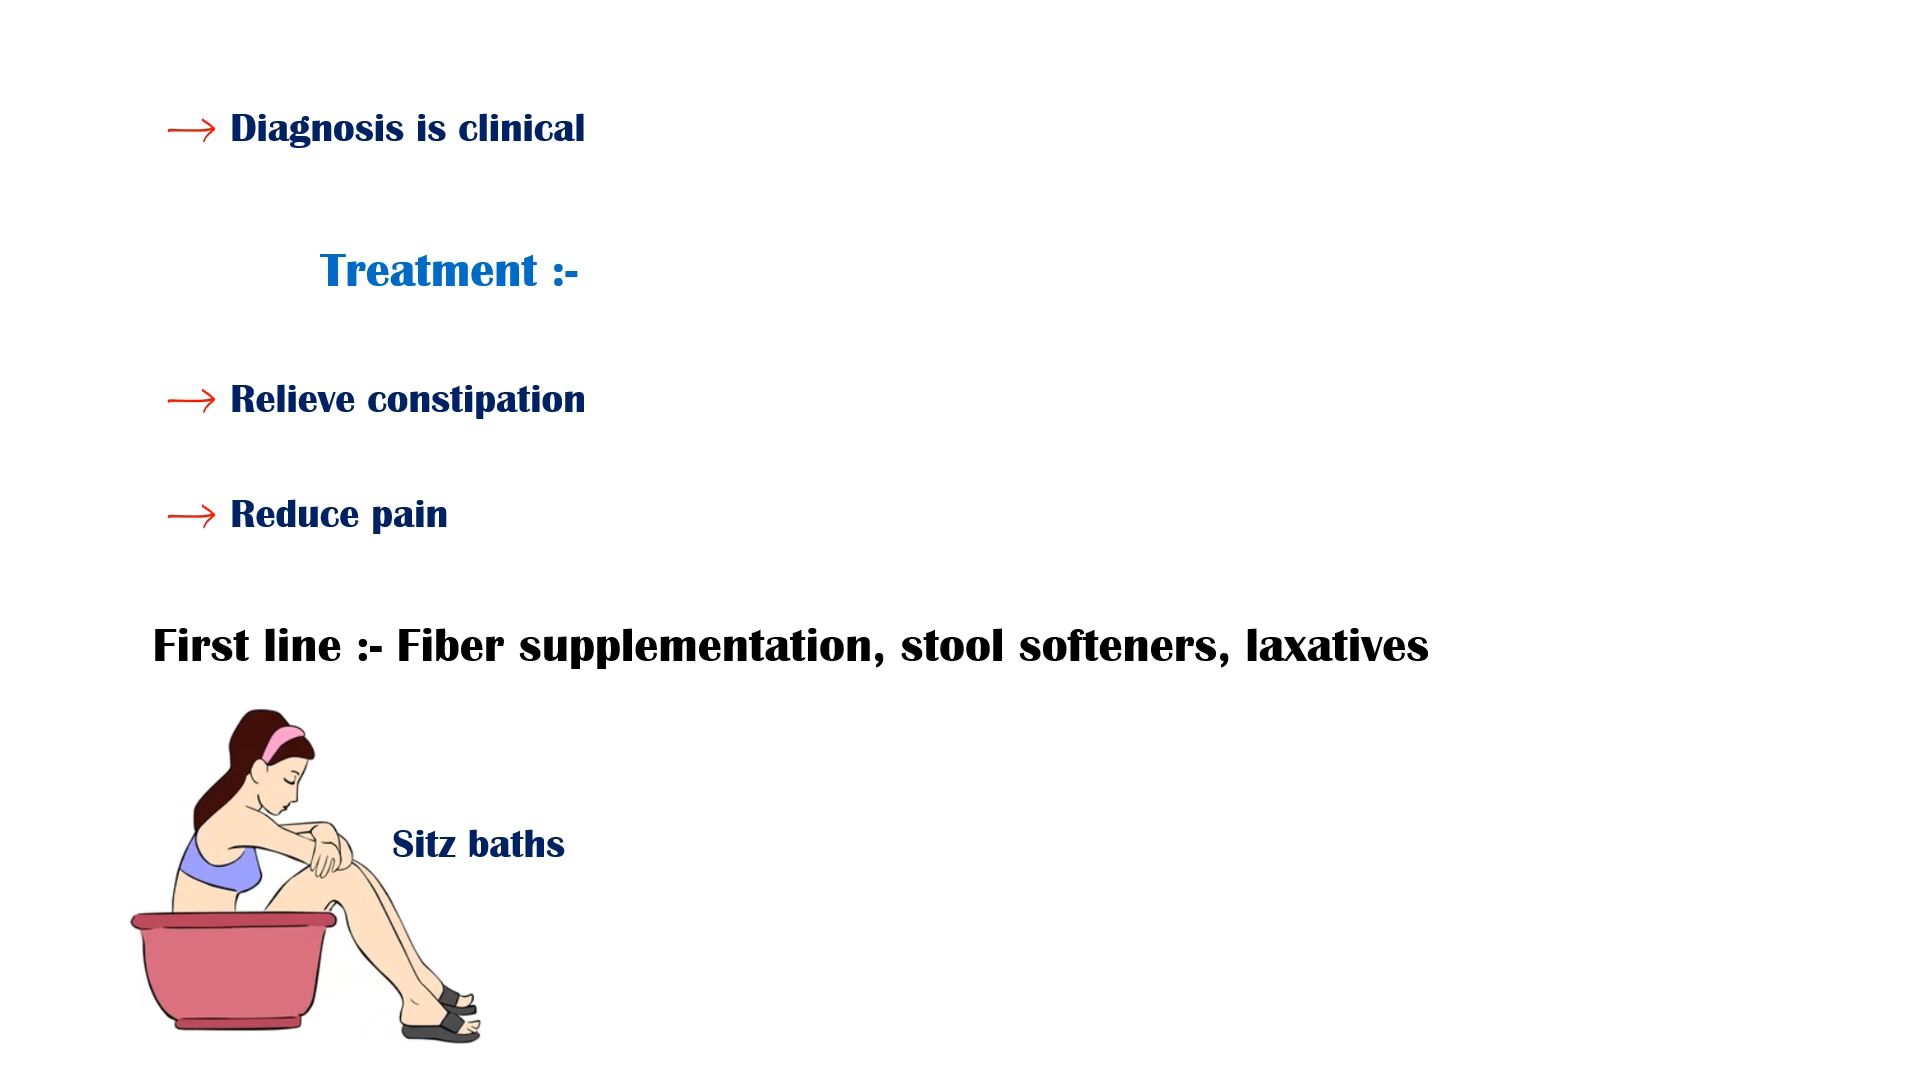 → Diagnosis is clinical
Treatment :-
→ Relieve constipation
→ Reduce pain
First line :- Fiber supplementation, stool softeners, laxatives
Sitz baths